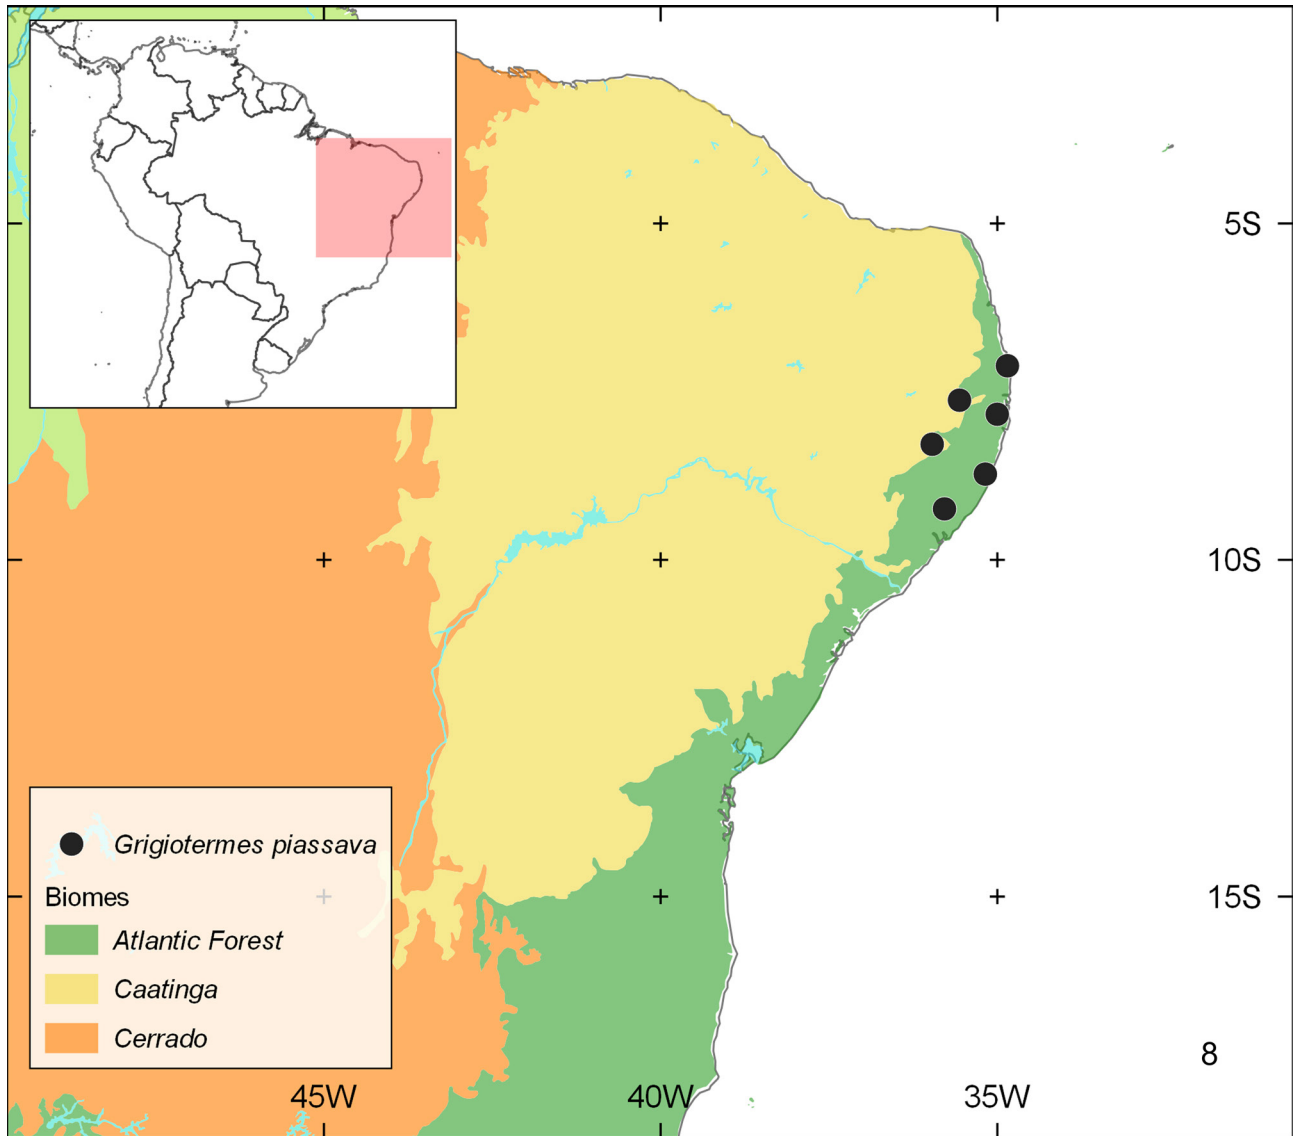 5S
10S
Grigiotermes piassava
Biomes
15S
Atlantic Forest
Caatinga
Cerrado
8
45W
40W
35W